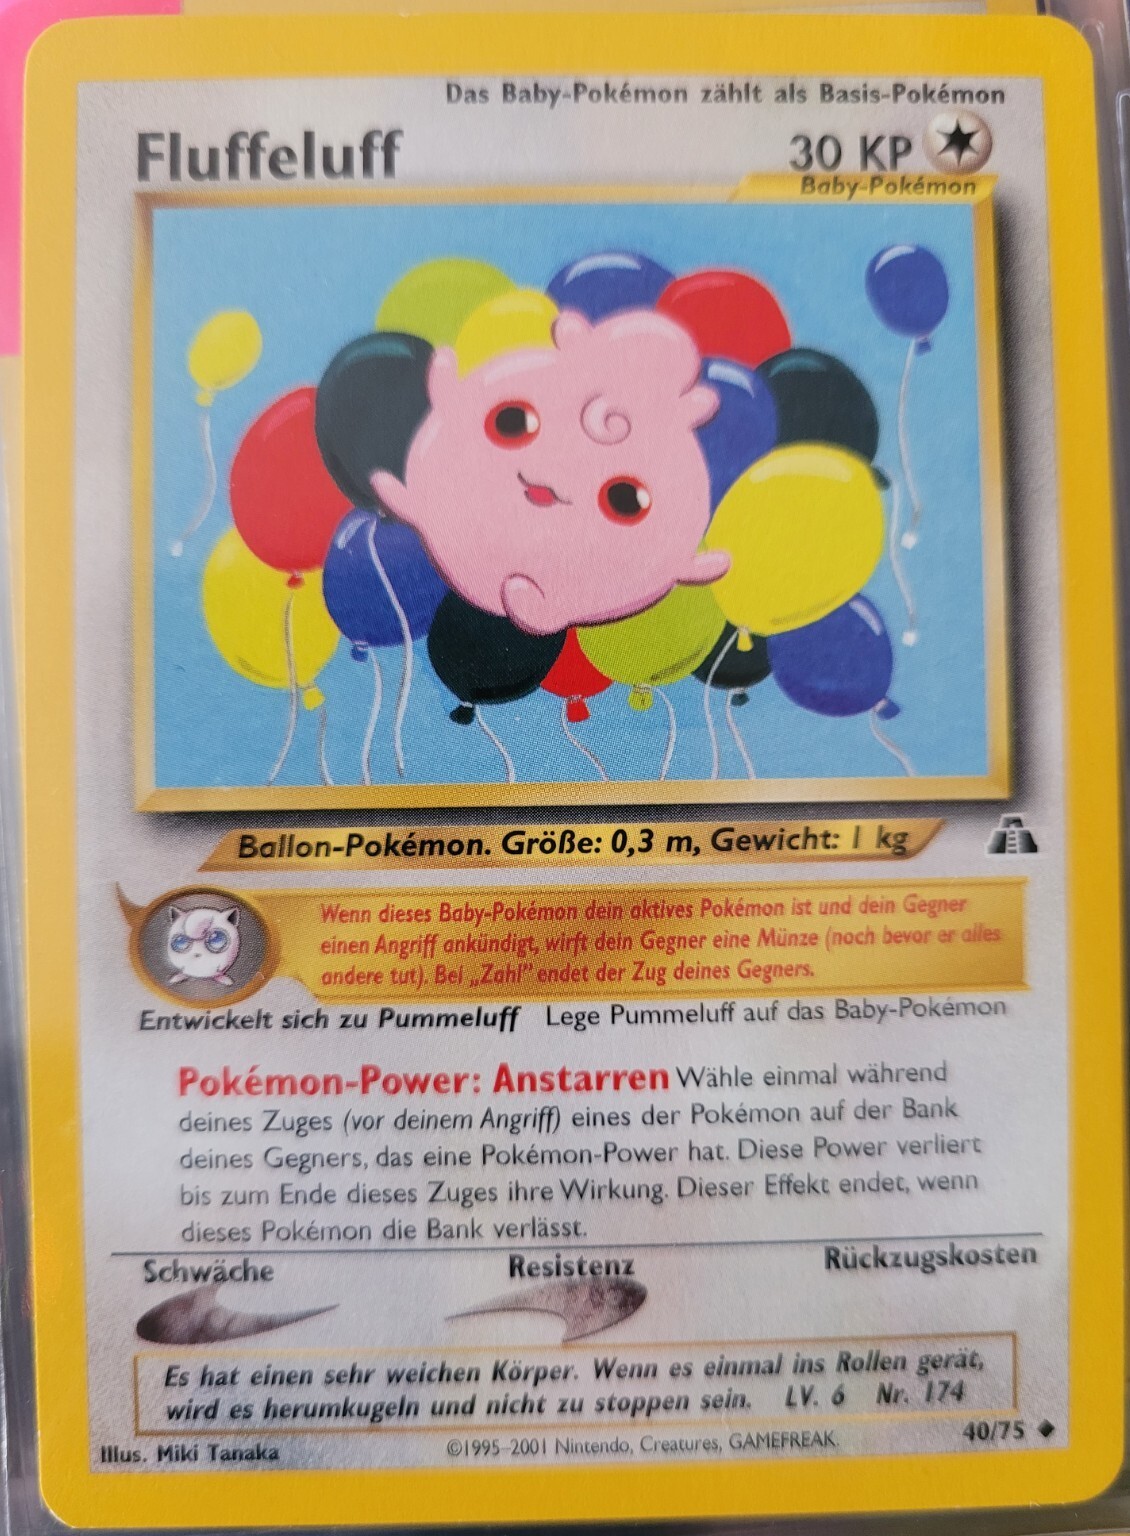 Das Baby-Pokémon zählt als Basis-Pokémon
Fluffeluff 30 KP
Baby-Pokémon
Ballon-Pokémon. Größe: 0,3 m, Gewicht: 1 kg
Wenn dieses Baby-Pokémon dein aktives Pokémon ist und dein Gegner
einen Angriff ankündigt, wirft dein Gegner eine Münze (noch bevor er alles
andere tut). Bei „Zahl" endet der Zug deines Gegners.
Entwickelt sich zu Pummeluff Lege Pummeluff auf das Baby-Pokémon
Pokémon-Power: Anstarren Wähle einmal während
deines Zuges (vor deinem Angriff) eines der Pokémon auf der Bank
deines Gegners, das eine Pokémon-Power hat. Diese Power verliert
bis zum Ende dieses Zuges ihre Wirkung. Dieser Effekt endet, wenn
dieses Pokémon die Bank verlässt.
Schwäche Resistenz Rückzugskosten
Es hat einen sehr weichen Körper. Wenn es einmal ins Rollen gerät,
wird es herumkugeln und nicht zu stoppen sein. LV. 6 Nr. 174
40/75
Illus. Miki Tanaka ©1995-2001 Nintendo, Creatures, GAMEFREAK.